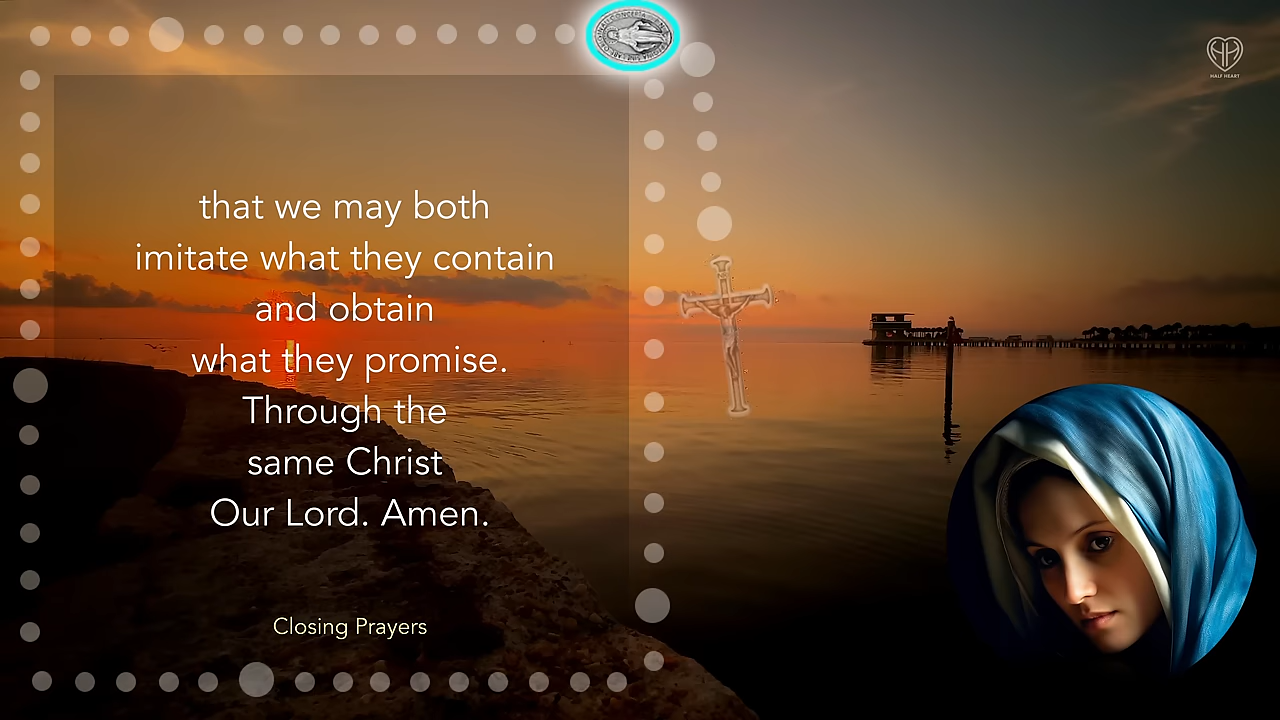 HALF HEART
that we may both
imitate what they contain
and obtain
what they promise.
Through the
same Christ
Our Lord. Amen.
Closing Prayers